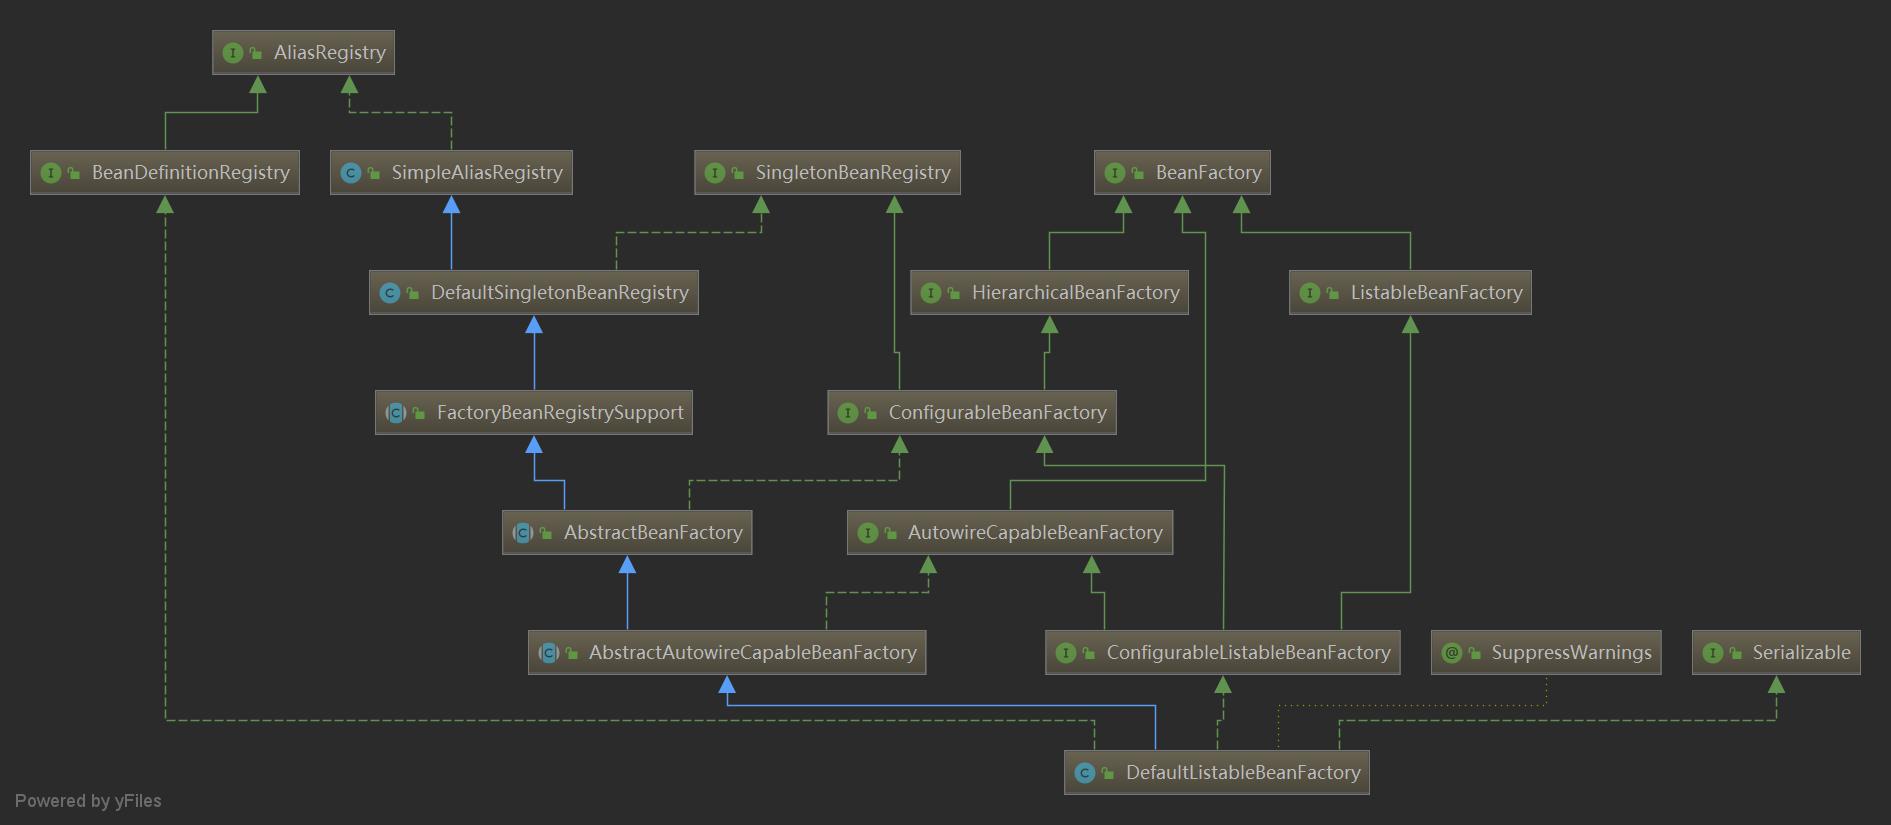 AliasRegistry
BeanDefinitionRegistry
SimpleAliasRegistry
SingletonBeanRegistry
BeanFactory
DefaultSingletonBeanRegistry
HierarchicalBeanFactory
ListableBeanFactory
FactoryBeanRegistrySupport
ConfigurableBeanFactory
AbstractBeanFactory
AutowireCapableBeanFactory
AbstractAutowireCapableBeanFactory
ConfigurableListableBeanFactory
SuppressWarnings
Serializable
DefaultListableBeanFactory
Powered by yFiles